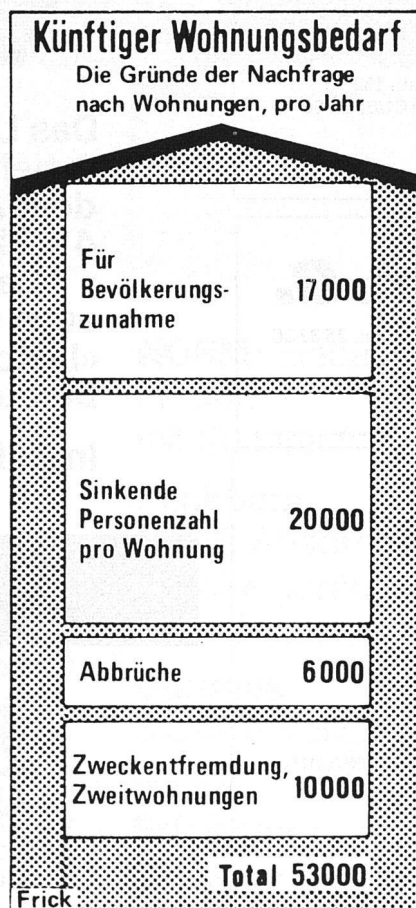 Künftiger Wohnungsbedarf
Die Gründe der Nachfrage
nach Wohnungen, pro Jahr
Für
Bevölkerungs- 17000
zunahme
Sinkende
Personenzahl 20000
pro Wohnung
Abbrüche 6000
Zweckentfremdung,
Zweitwohnungen 10000
Total 53000
Frick